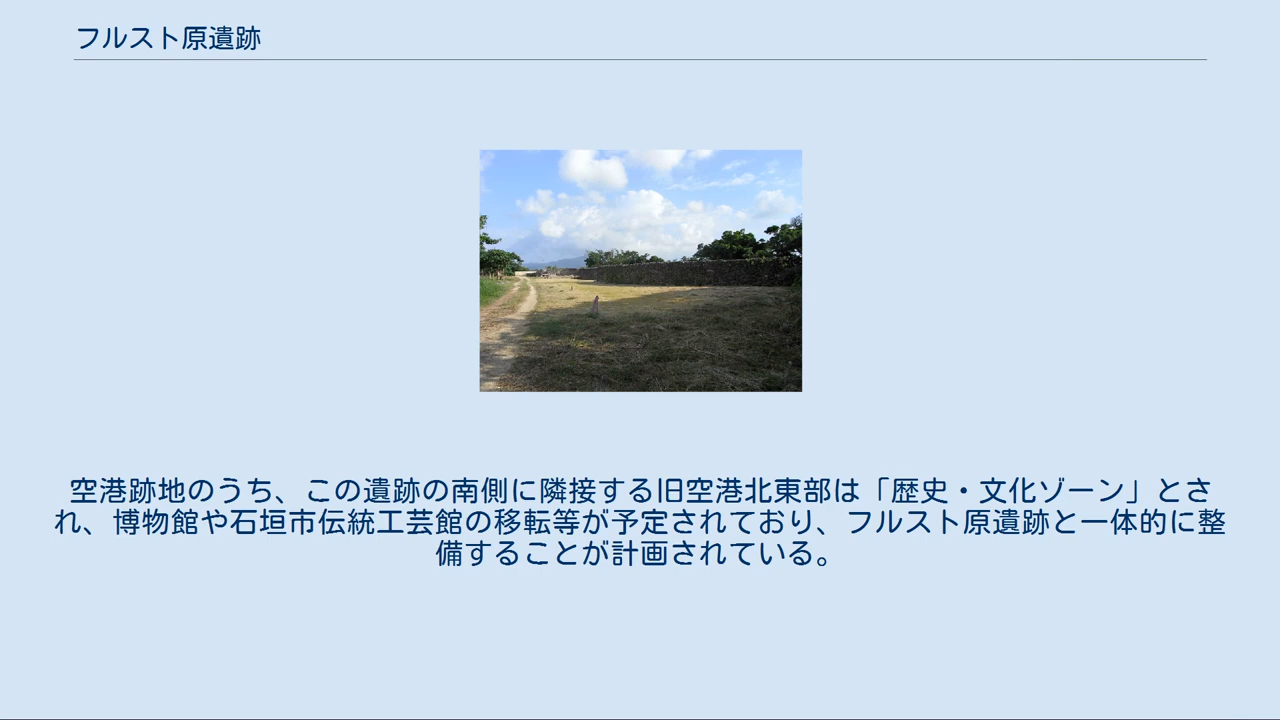 フルスト原遺跡
空港跡地のうち、この遺跡の南側に隣接する旧空港北東部は「歴史・文化ゾーン」とさ
れ、博物館や石垣市伝統工芸館の移転等が予定されており、フルスト原遺跡と一体的に整
備することが計画されている。